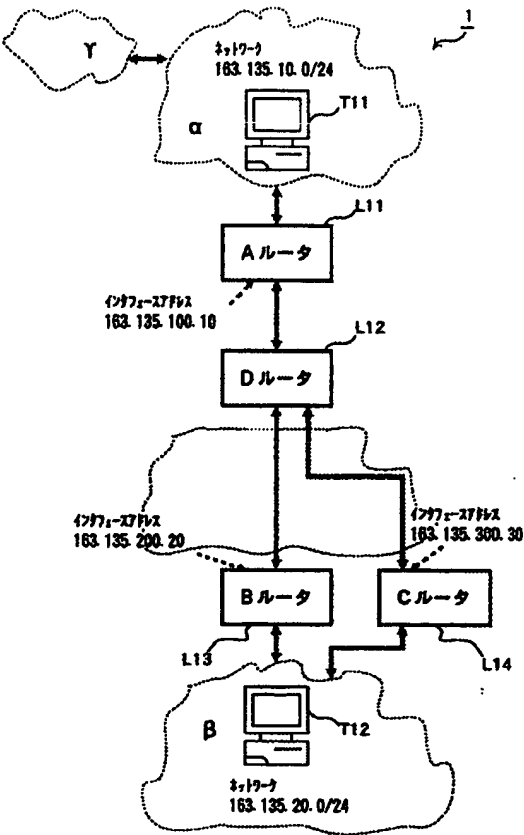 1
γ
ネットワーク
163.135.10.0/24
T11
α
L11
Aルータ
インタフェースアドレス
163.135.100.10
L12
Dルータ
インタフェースアドレス
163.135.200.20
インタフェースアドレス
163.135.300.30
Bルータ
Cルータ
L13
L14
β
T12
ネットワーク
163.135.20.0/24